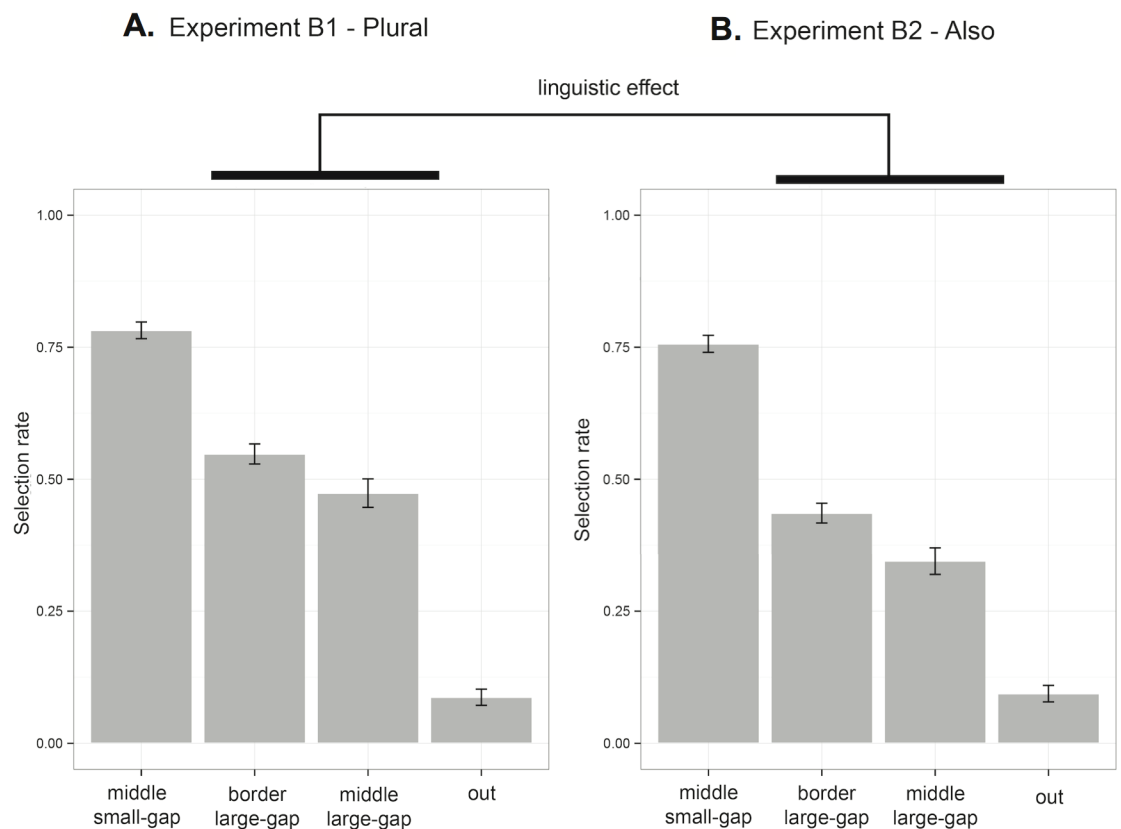 A. Experiment B1 - Plural
B. Experiment B2 - Also
linguistic effect
Selection rate
1.00
0.75
0.50
0.25
0.00
middle
small-gap
border
large-gap
middle
large-gap
out
Selection rate
1.00
0.75
0.50
0.25
0.00
middle
small-gap
border
large-gap
middle
large-gap
out